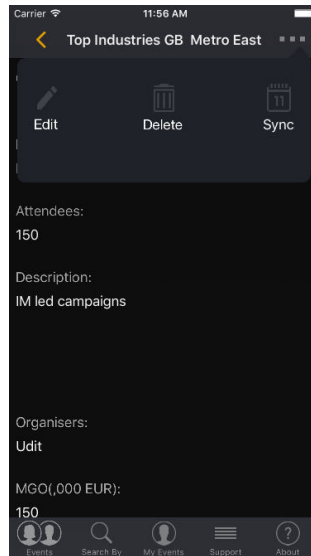 Carrier 11:56 AM
Top Industries GB Metro East
11
Edit Delete Sync
Attendees:
150
Description:
IM led campaigns
Organisers:
Udit
MGO(,000 EUR):
150
Events Search By My Events Support About